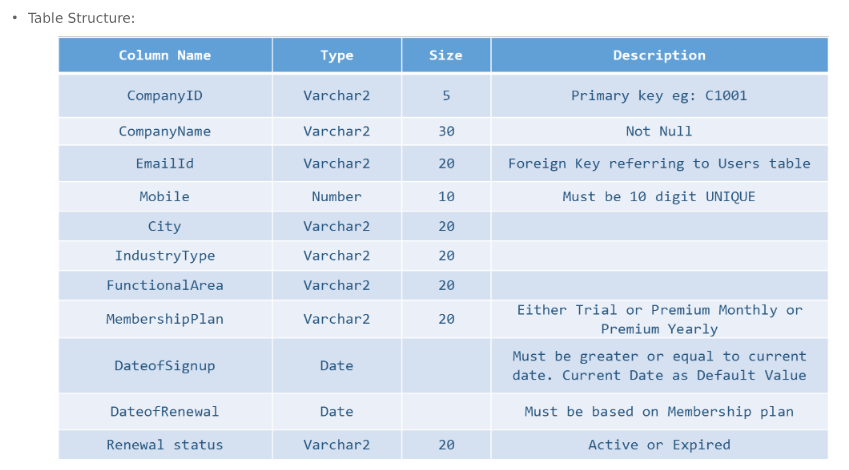 • Table Structure:
Column Name Type Size Description
CompanyID Varchar2 5 Primary key eg: C1001
CompanyName Varchar2 30 Not Null
EmailId Varchar2 20 Foreign Key referring to Users table
Mobile Number 10 Must be 10 digit UNIQUE
City Varchar2 20
IndustryType Varchar2 20
FunctionalArea Varchar2 20
MembershipPlan Varchar2 20 Either Trial or Premium Monthly or
Premium Yearly
DateofSignup Date Must be greater or equal to current
date. Current Date as Default Value
DateofRenewal Date Must be based on Membership plan
Renewal status Varchar2 20 Active or Expired